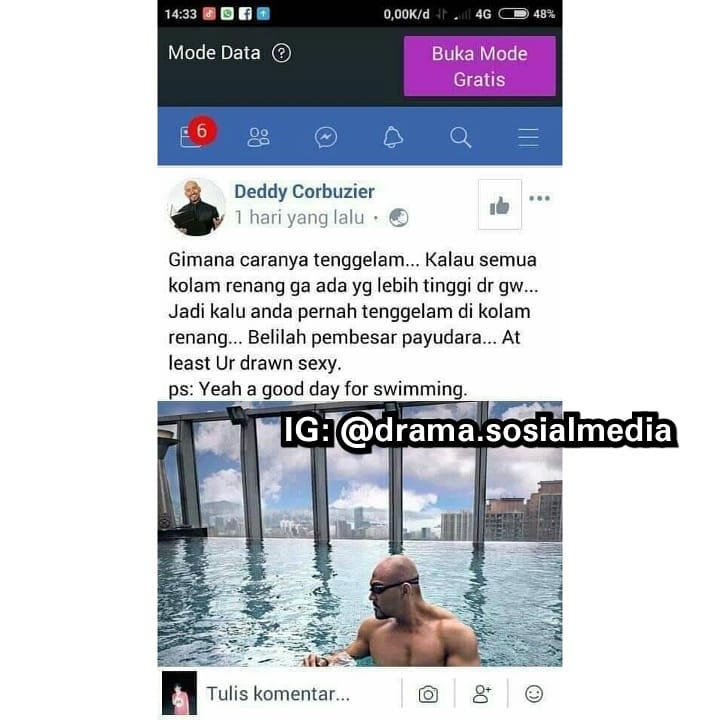 14:33
0,00K/d
4G
48%
Mode Data ?
Buka Mode
Gratis
6
Deddy Corbuzier
1 hari yang lalu ·
Gimana caranya tenggelam... Kalau semua
kolam renang ga ada yg lebih tinggi dr gw...
Jadi kalu anda pernah tenggelam di kolam
renang... Belilah pembesar payudara... At
least Ur drawn sexy.
ps: Yeah a good day for swimming.
IG: @drama.sosialmedia
Tulis komentar...